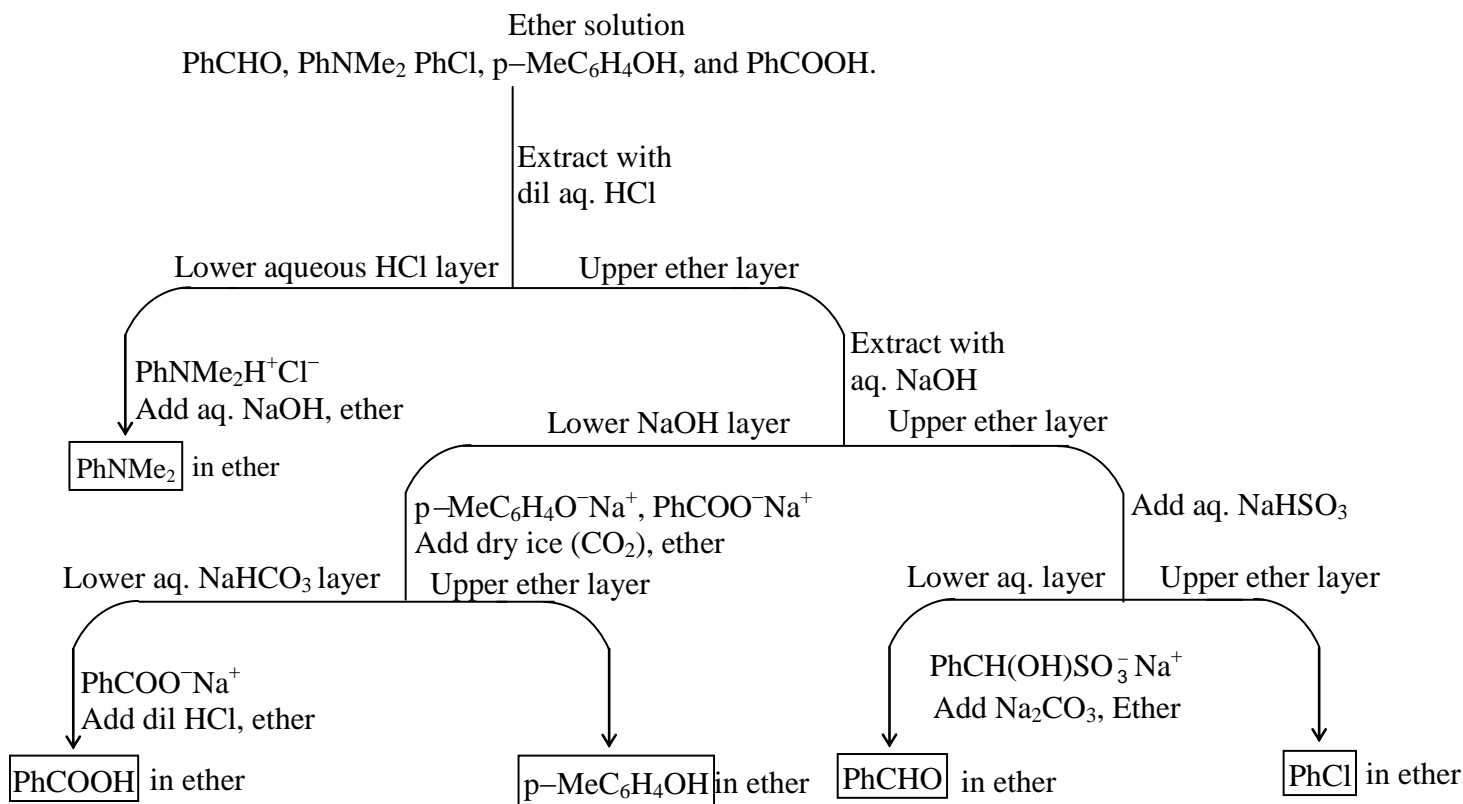 Ether solution
PhCHO, PhNMe₂ PhCl, p–MeC₆H₄OH, and PhCOOH.
Extract with
dil aq. HCl
Lower aqueous HCl layer
Upper ether layer
PhNMe₂H⁺Cl⁻
Add aq. NaOH, ether
PhNMe₂ in ether
Extract with
aq. NaOH
Lower NaOH layer
Upper ether layer
p–MeC₆H₄O⁻Na⁺, PhCOO⁻Na⁺
Add dry ice (CO₂), ether
Add aq. NaHSO₃
Lower aq. NaHCO₃ layer
Upper ether layer
Lower aq. layer
Upper ether layer
PhCOO⁻Na⁺
Add dil HCl, ether
PhCH(OH)SO₃⁻Na⁺
Add Na₂CO₃, Ether
PhCOOH in ether
p–MeC₆H₄OH in ether
PhCHO in ether
PhCl in ether